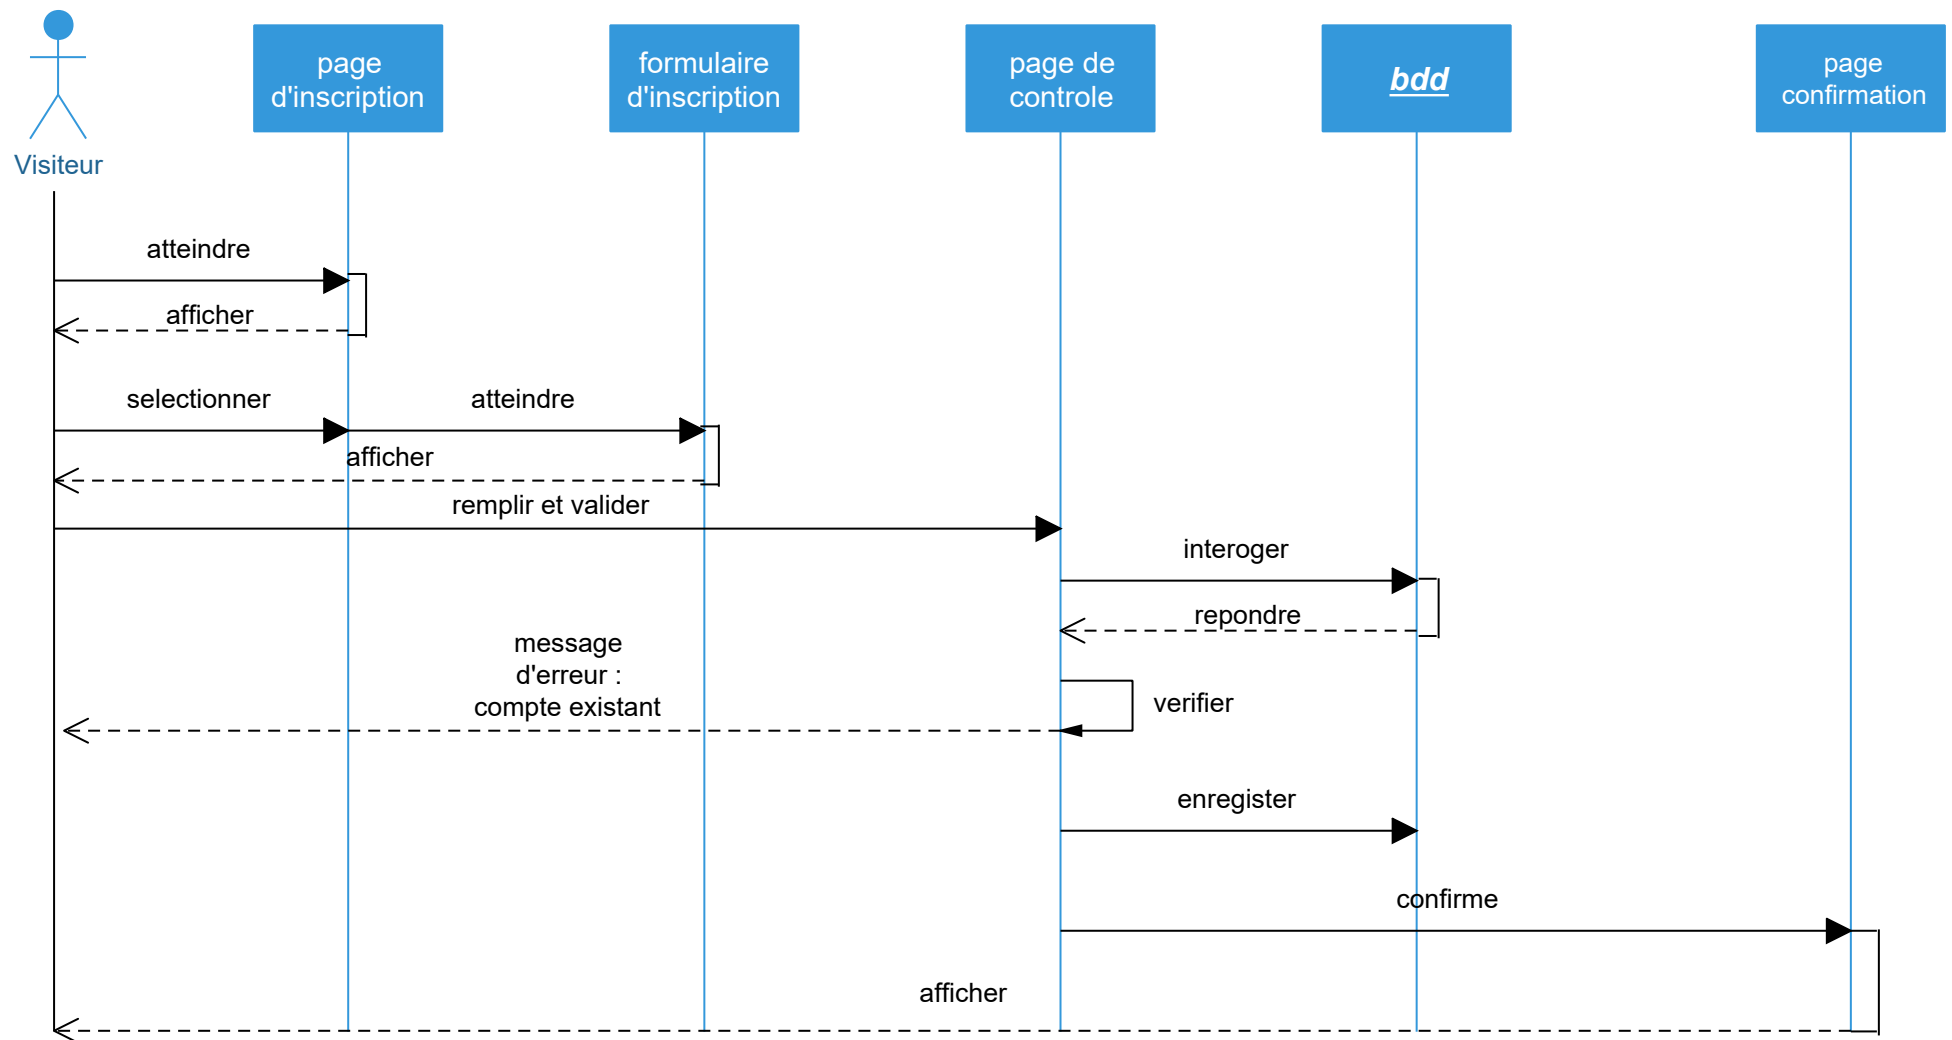 page
d'inscription
formulaire
d'inscription
page de
controle
bdd
page
confirmation
Visiteur
atteindre
afficher
selectionner
atteindre
afficher
remplir et valider
interoger
repondre
message
d'erreur :
compte existant
verifier
enregister
confirme
afficher